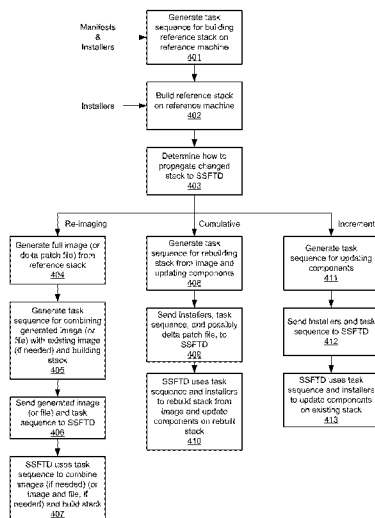 Manifests
&
Installers
Generate task
sequence for building
reference stack on
reference machine
401
Installers
Build reference stack
on reference machine
402
Determine how to
propagate changed
stack to SSFTD
403
Re-imaging
Cumulative
Increment
Generate full image (or
delta patch file) from
reference stack
404
Generate task
sequence for combining
generated image (or
file) with existing image
(if needed) and building
stack
405
Send generated image
(or file) and task
sequence to SSFTD
406
SSFTD uses task
sequence to combine
images (if needed) (or
image and file, if
needed) and build stack
407
Generate task
sequence for rebuilding
stack from image and
updating components
408
Send installers, task
sequence, and possibly
delta patch file, to
SSFTD
409
SSFTD uses task
sequence and installers
to rebuild stack from
image and update
components on rebuilt
stack
410
Generate task
sequence for updating
components
411
Send installers and task
sequence to SSFTD
412
SSFTD uses task
sequence and installers
to update components
on existing stack
413